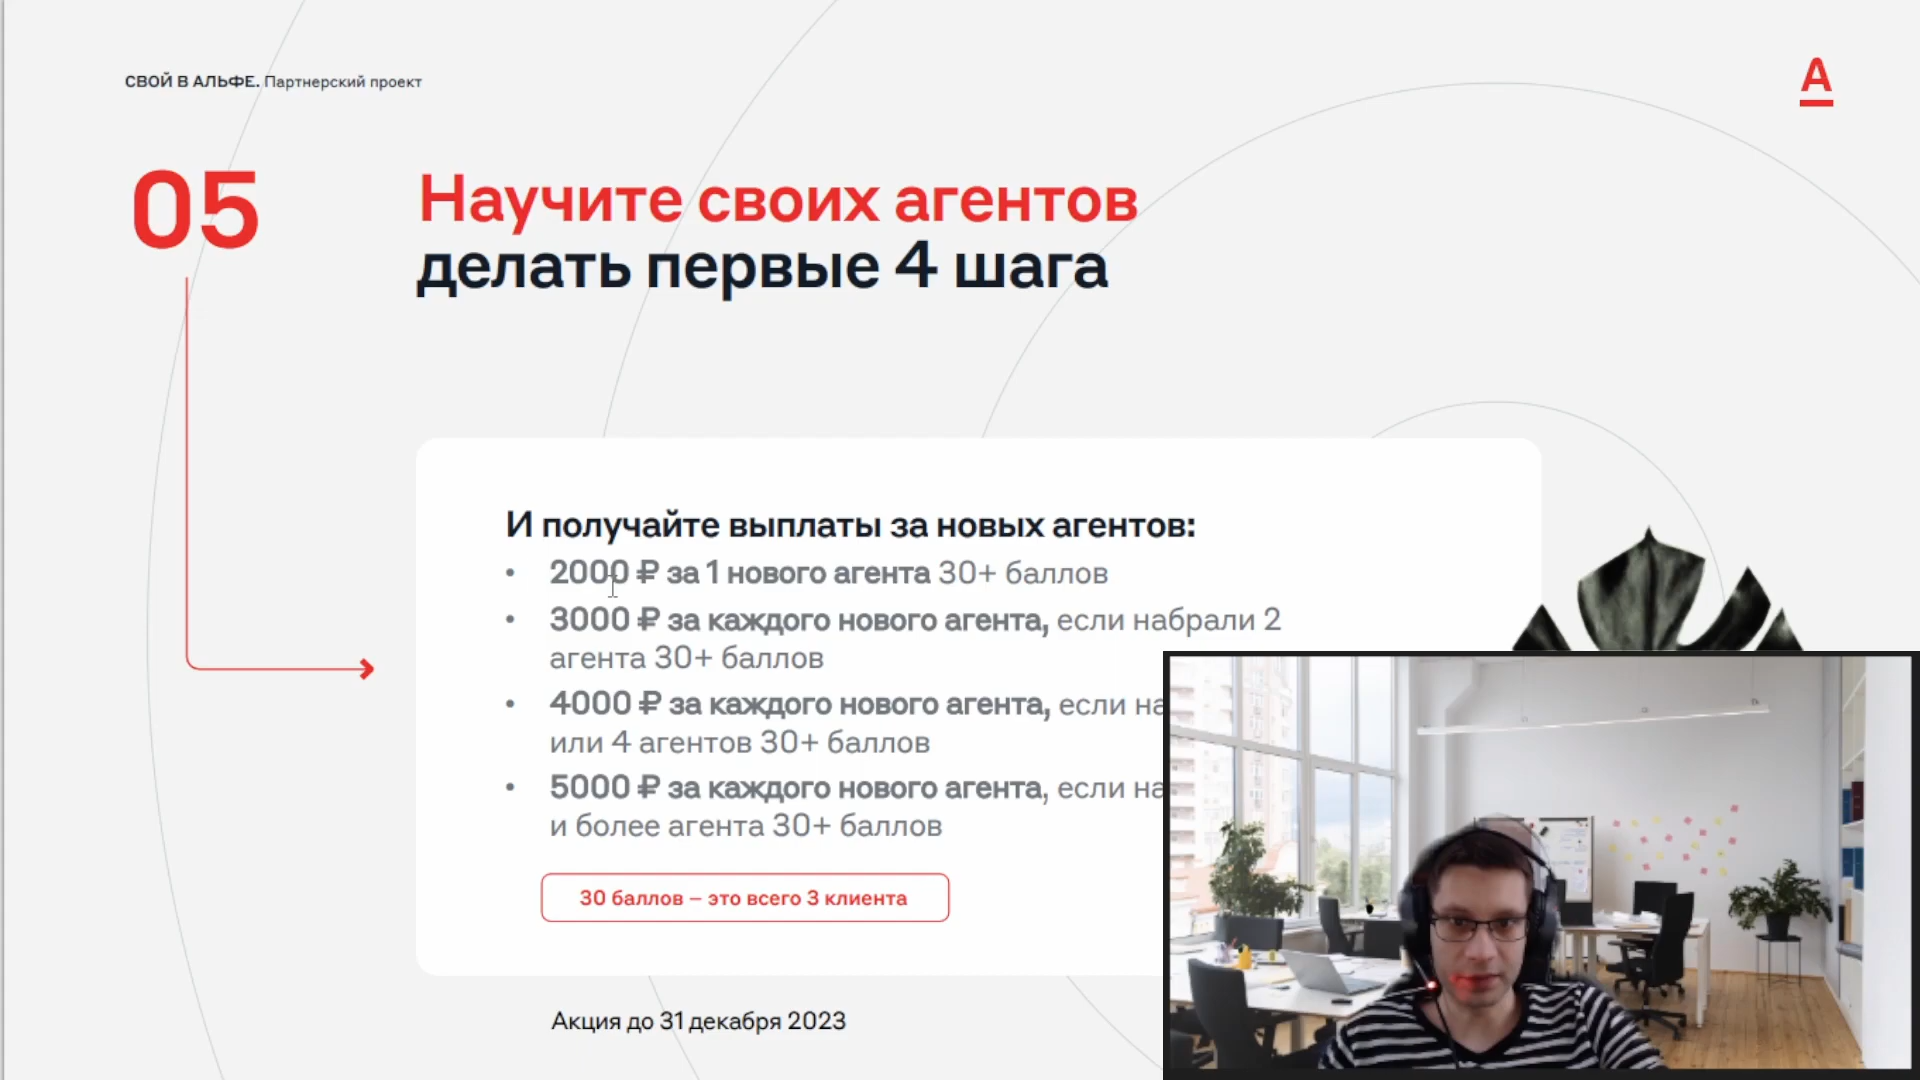 СВОЙ В АЛЬФЕ. Партнерский проект
А
05
Научите своих агентов
делать первые 4 шага
И получайте выплаты за новых агентов:
• 2000 ₽ за 1 нового агента 30+ баллов
• 3000 ₽ за каждого нового агента, если набрали 2
агента 30+ баллов
• 4000 ₽ за каждого нового агента, если
или 4 агентов 30+ баллов
• 5000 ₽ за каждого нового агента, если
и более агента 30+ баллов
30 баллов – это всего 3 клиента
Акция до 31 декабря 2023